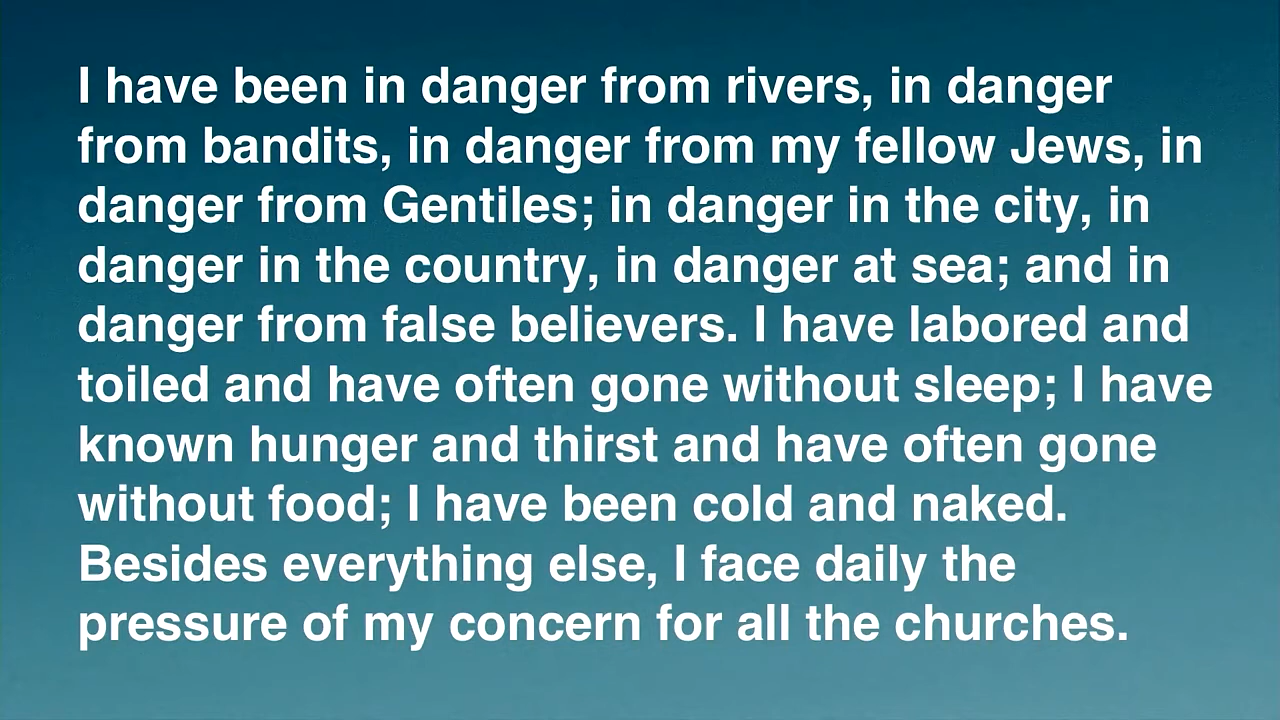 I have been in danger from rivers, in danger
from bandits, in danger from my fellow Jews, in
danger from Gentiles; in danger in the city, in
danger in the country, in danger at sea; and in
danger from false believers. I have labored and
toiled and have often gone without sleep; I have
known hunger and thirst and have often gone
without food; I have been cold and naked.
Besides everything else, I face daily the
pressure of my concern for all the churches.